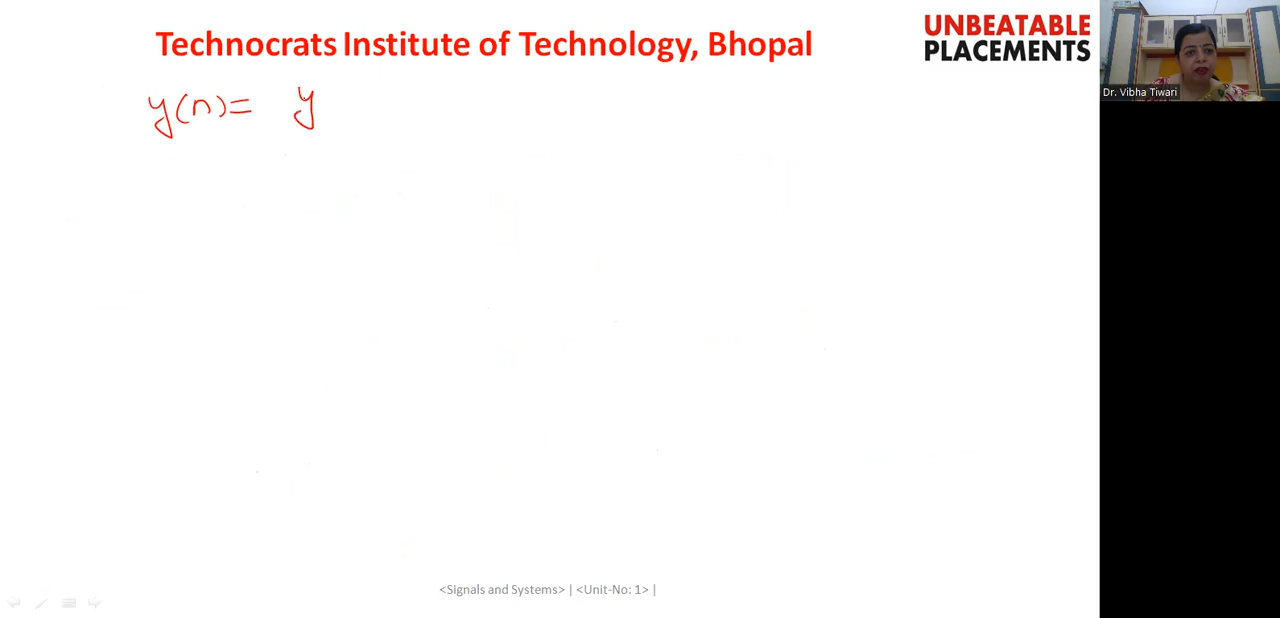 Technocrats Institute of Technology, Bhopal
UNBEATABLE
PLACEMENTS
Dr. Vibha Tiwari
y(n)= y
<Signals and Systems> | <Unit-No: 1> |